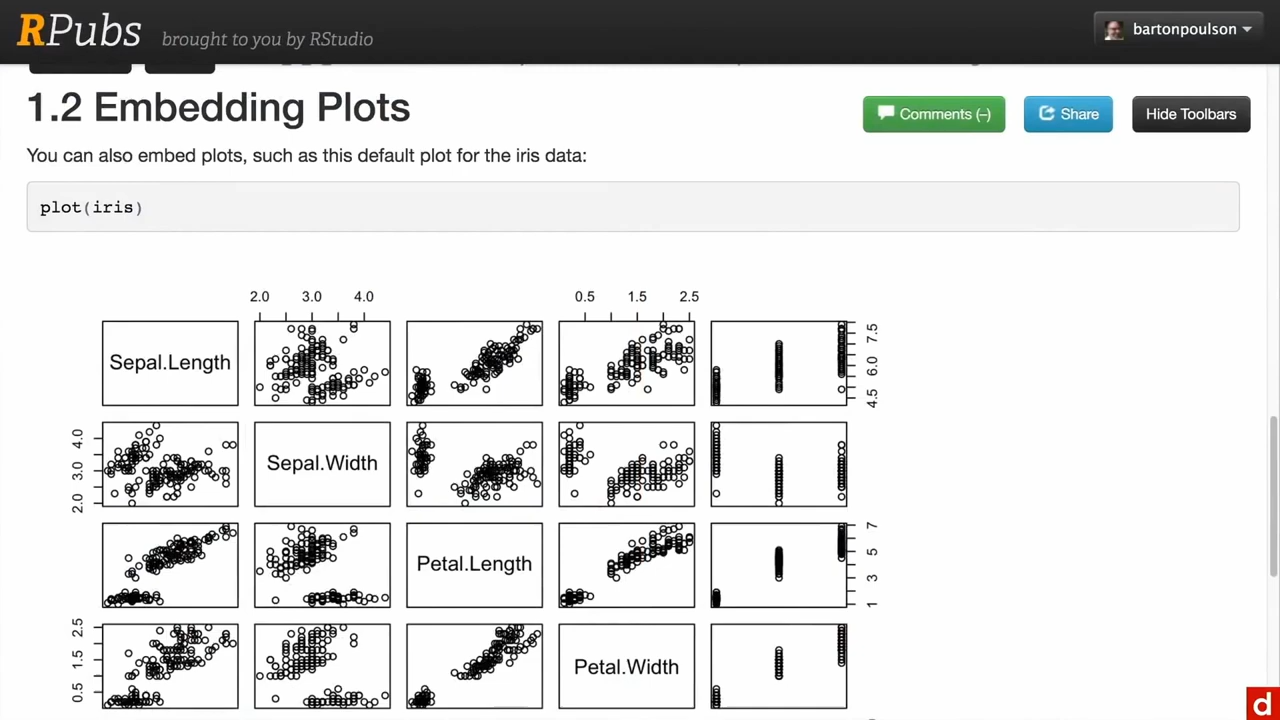 RPubs brought to you by RStudio
bartonpoulson
1.2 Embedding Plots
Comments (–)
Share
Hide Toolbars
You can also embed plots, such as this default plot for the iris data:
plot(iris)
2.0 3.0 4.0
0.5 1.5 2.5
Sepal.Length
4.5 6.0 7.5
2.0 3.0 4.0
Sepal.Width
Petal.Length
1 3 5 7
0.5 1.5 2.5
Petal.Width
d